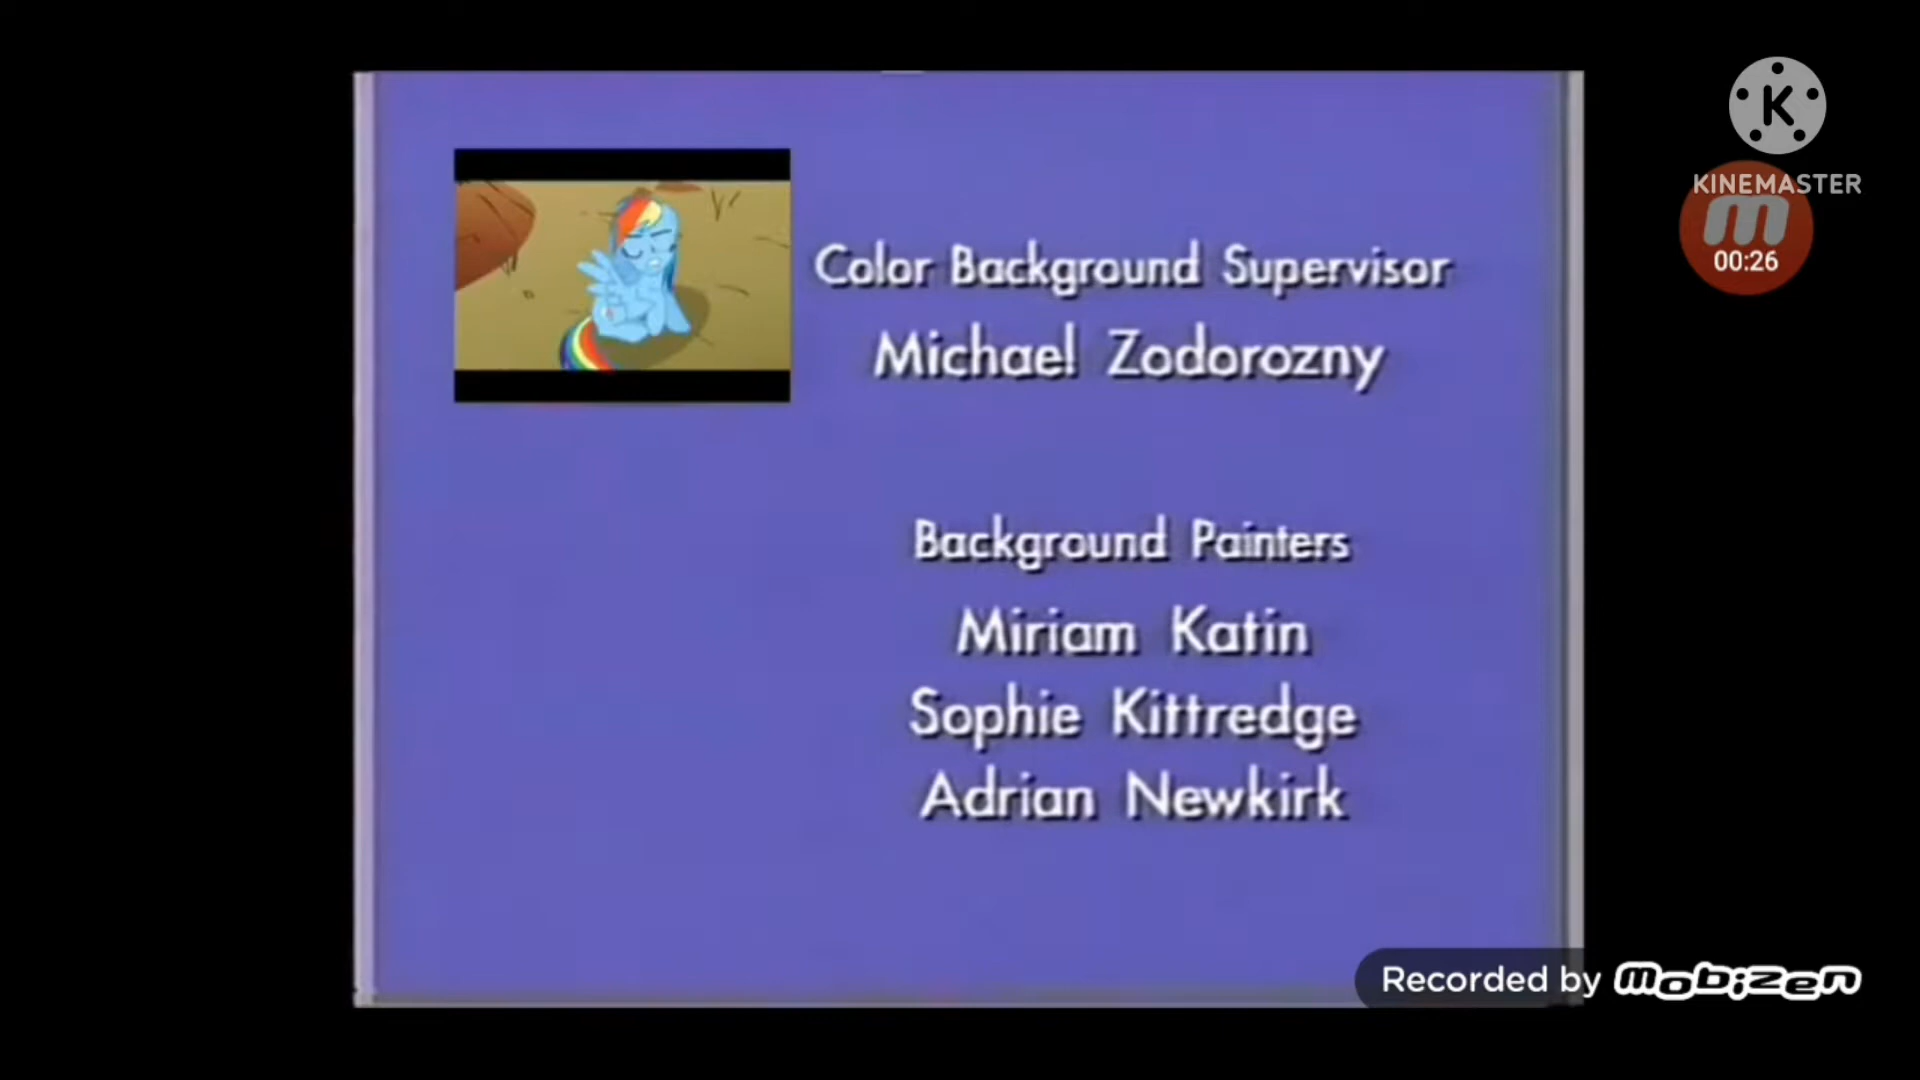 K
KINEMASTER
m
00:26
Color Background Supervisor
Michael Zodorozny
Background Painters
Miriam Katin
Sophie Kittredge
Adrian Newkirk
Recorded by mobizen